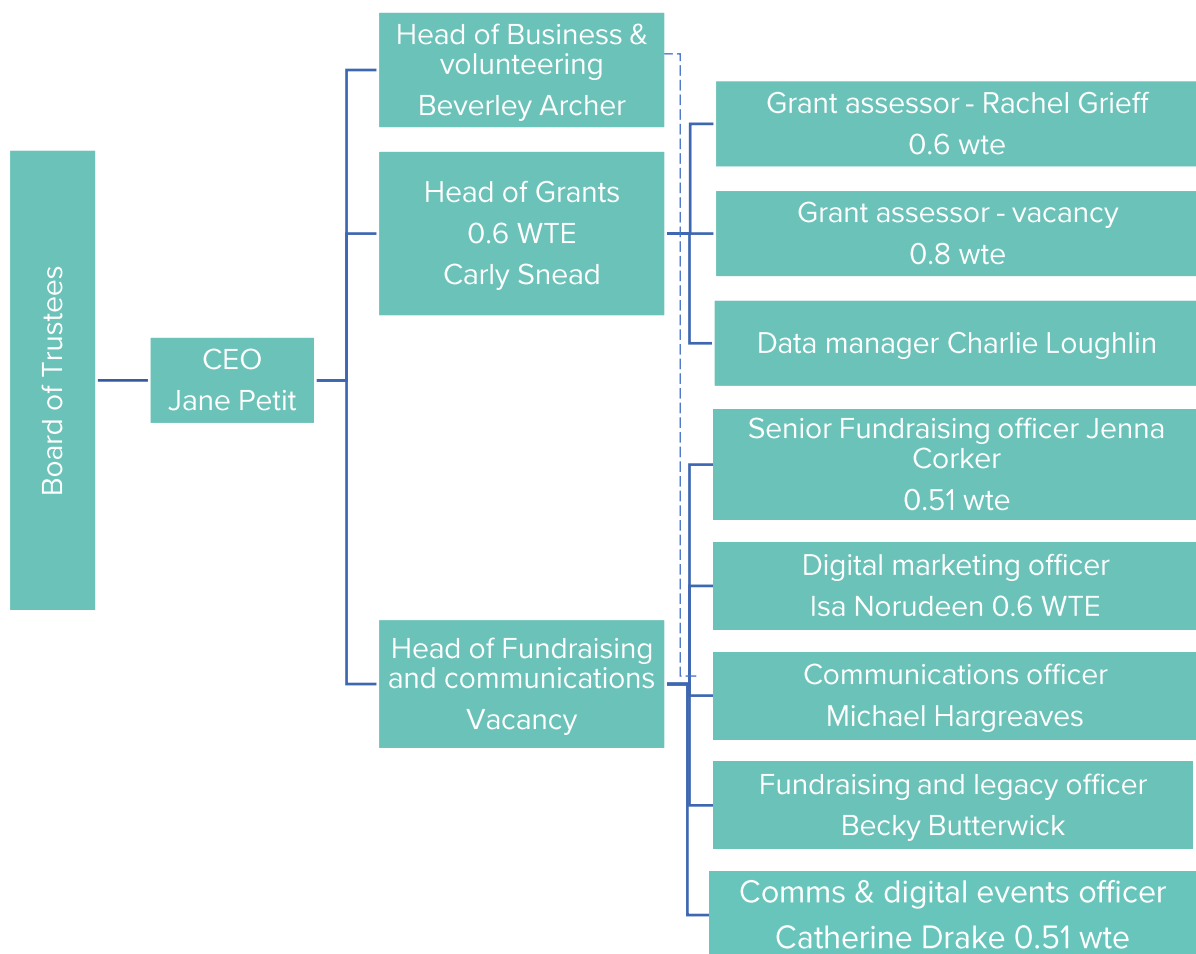 Board of Trustees
CEO
Jane Petit
Head of Business &
volunteering
Beverley Archer
Head of Grants
0.6 WTE
Carly Snead
Head of Fundraising
and communications
Vacancy
Grant assessor - Rachel Grieff
0.6 wte
Grant assessor - vacancy
0.8 wte
Data manager Charlie Loughlin
Senior Fundraising officer Jenna
Corker
0.51 wte
Digital marketing officer
Isa Norudeen 0.6 WTE
Communications officer
Michael Hargreaves
Fundraising and legacy officer
Becky Butterwick
Comms & digital events officer
Catherine Drake 0.51 wte